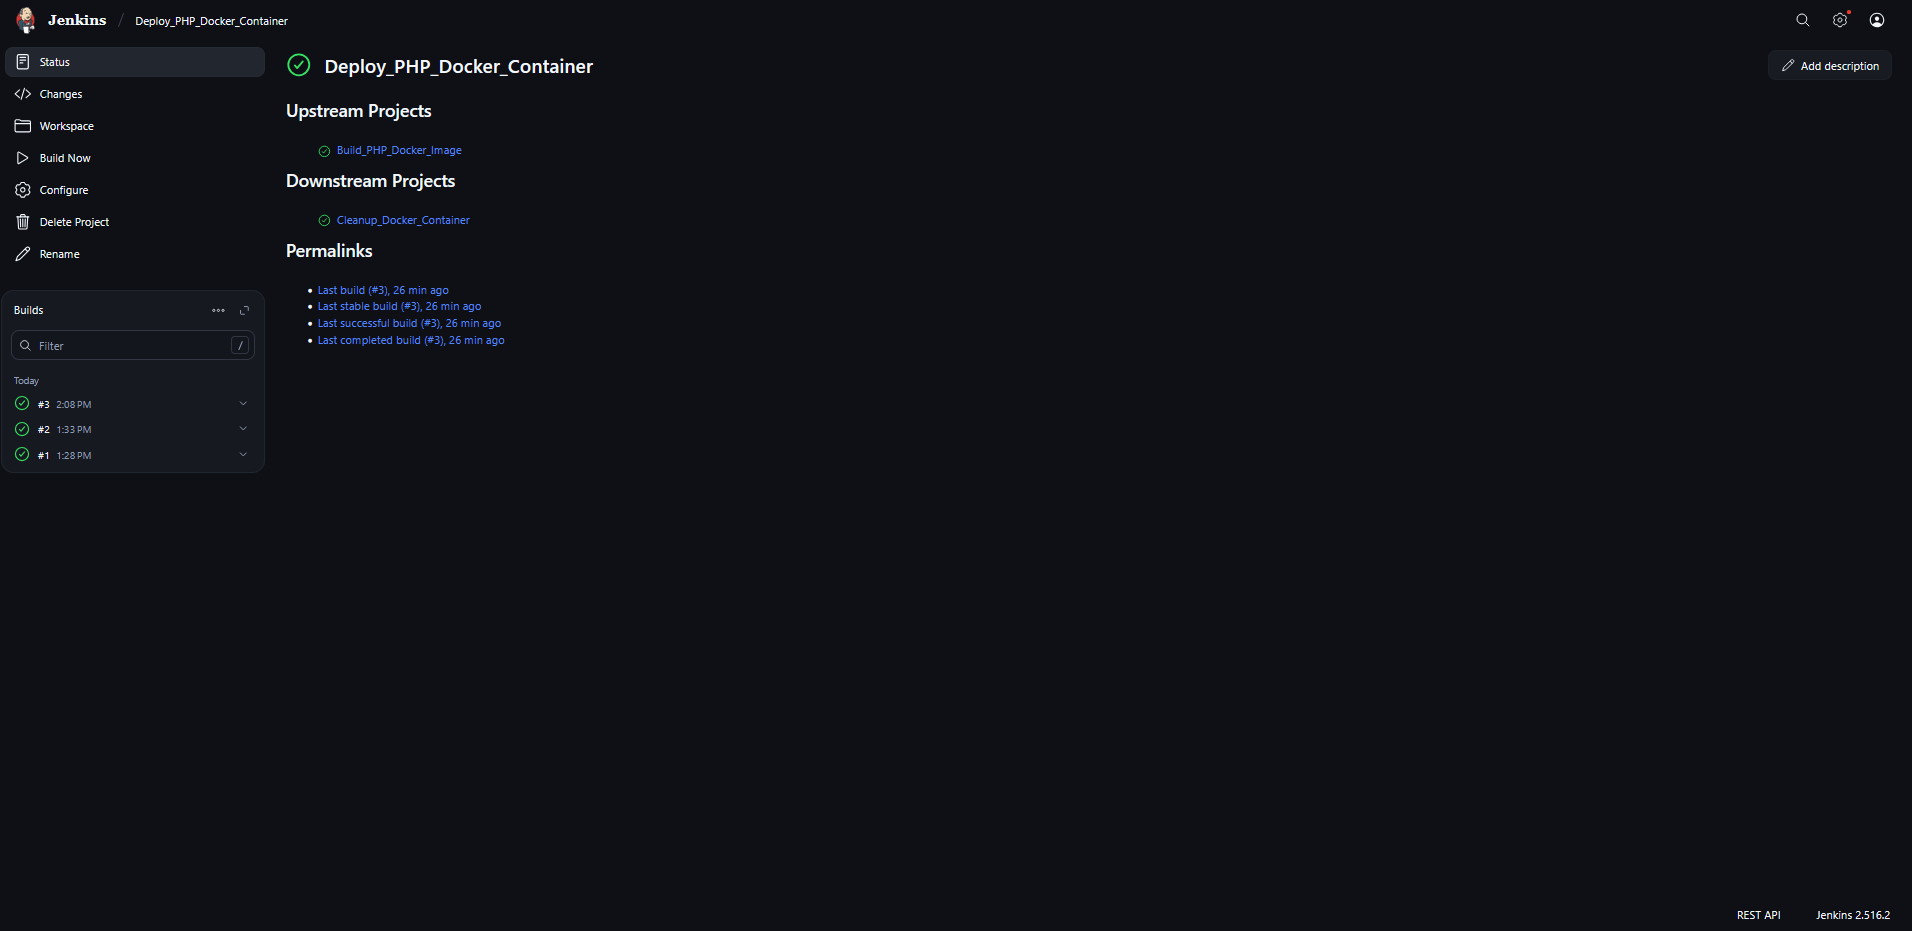 Jenkins / Deploy_PHP_Docker_Container
Status
Changes
Workspace
Build Now
Configure
Delete Project
Rename
Builds
Filter /
Today
#3 2:08 PM
#2 1:33 PM
#1 1:28 PM
Deploy_PHP_Docker_Container
Add description
Upstream Projects
Build_PHP_Docker_Image
Downstream Projects
Cleanup_Docker_Container
Permalinks
Last build (#3), 26 min ago
Last stable build (#3), 26 min ago
Last successful build (#3), 26 min ago
Last completed build (#3), 26 min ago
REST API
Jenkins 2.516.2